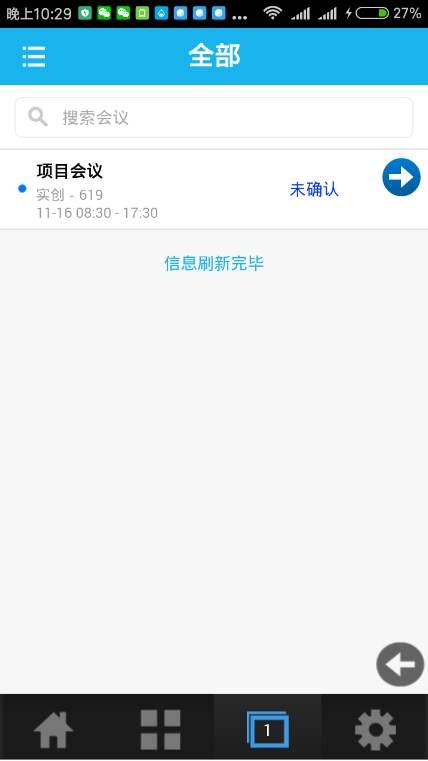 晚上10:29 ... 27%
全部
搜索会议
项目会议
实创 - 619
未确认
11-16 08:30 - 17:30
信息刷新完毕
1